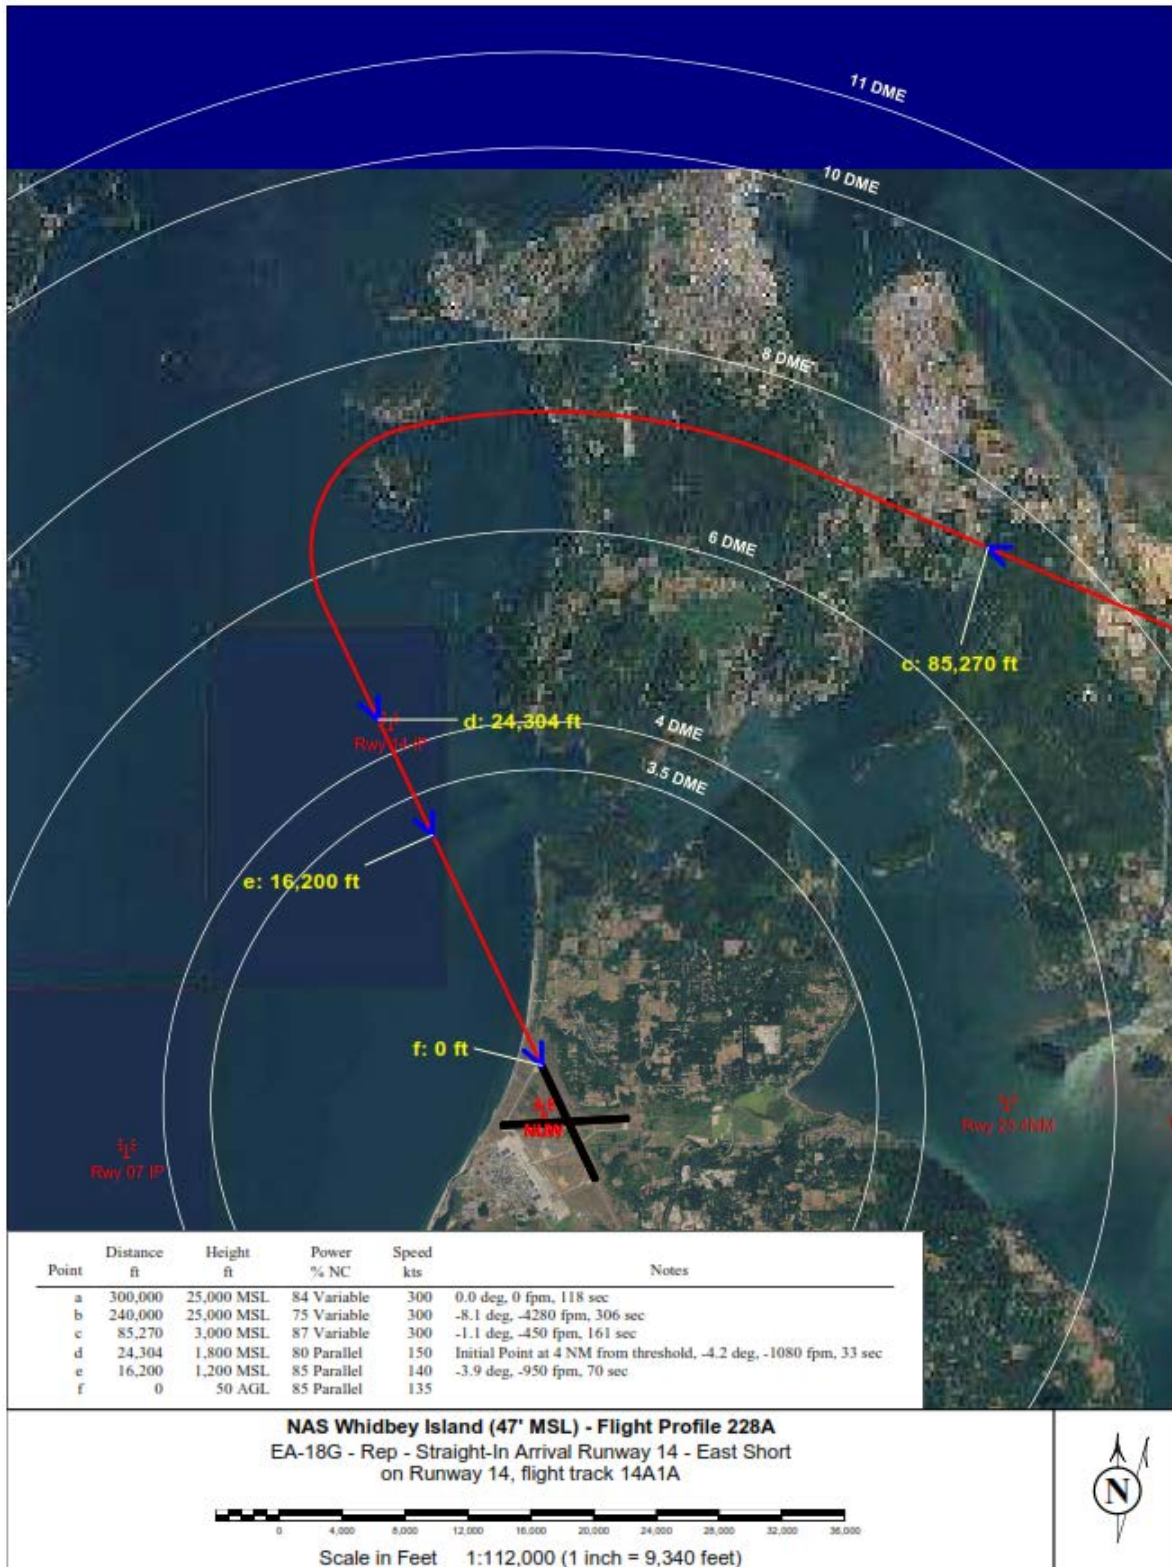 11 DME
10 DME
8 DME
6 DME
c: 85,270 ft
d: 24,304 ft
4 DME
Rwy 14 IP
3.5 DME
e: 16,200 ft
f: 0 ft
NUW
Rwy 25 4NM
Rwy 07 IP
Point Distance ft Height ft Power % NC Speed kts Notes
a 300,000 25,000 MSL 84 Variable 300 0.0 deg, 0 fpm, 118 sec
b 240,000 25,000 MSL 75 Variable 300 -8.1 deg, -4280 fpm, 306 sec
c 85,270 3,000 MSL 87 Variable 300 -1.1 deg, -450 fpm, 161 sec
d 24,304 1,800 MSL 80 Parallel 150 Initial Point at 4 NM from threshold, -4.2 deg, -1080 fpm, 33 sec
e 16,200 1,200 MSL 85 Parallel 140 -3.9 deg, -950 fpm, 70 sec
f 0 50 AGL 85 Parallel 135
NAS Whidbey Island (47' MSL) - Flight Profile 228A
EA-18G - Rep - Straight-In Arrival Runway 14 - East Short
on Runway 14, flight track 14A1A
0 4,000 8,000 12,000 16,000 20,000 24,000 28,000 32,000 36,000
Scale in Feet 1:112,000 (1 inch = 9,340 feet)
N